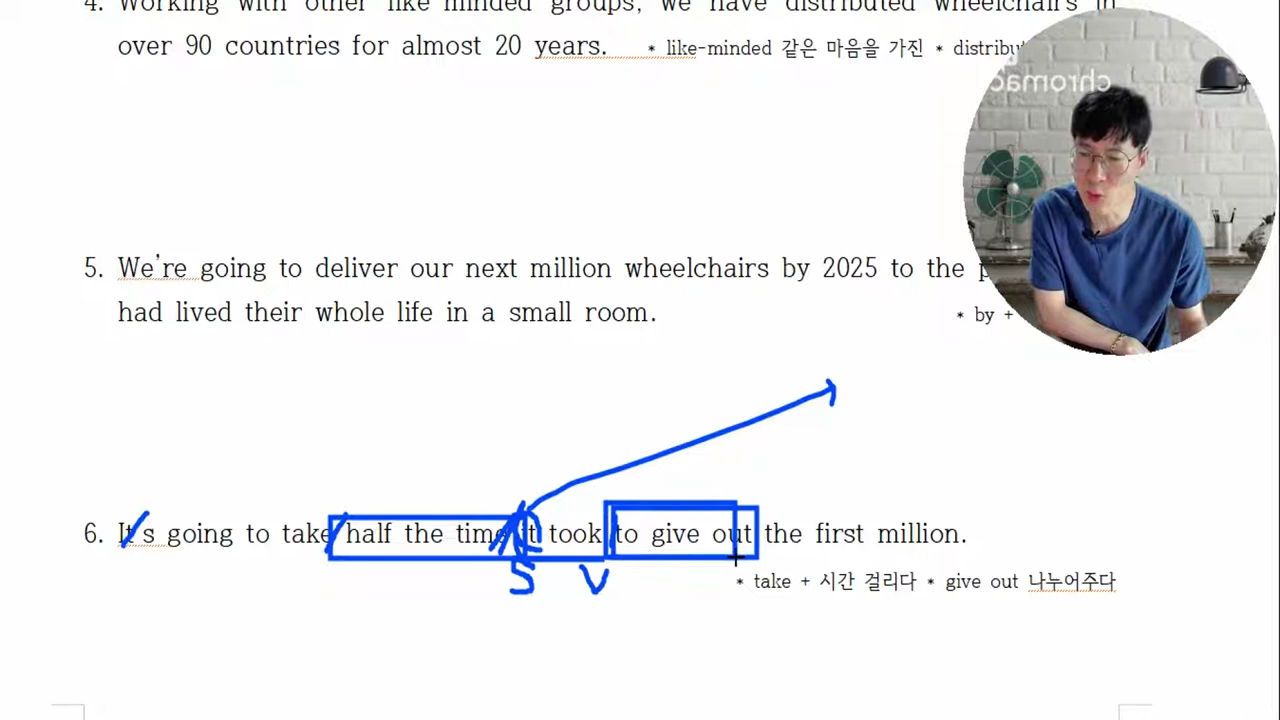 4. Working with other like minded groups, we have distributed wheelchairs in
over 90 countries for almost 20 years. * like-minded 같은 마음을 가진 *
chromac
5. We're going to deliver our next million wheelchairs by 2025 to the
had lived their whole life in a small room. * by +
6. It's going to take half the time it took to give out the first million.
S V
* take + 시간 걸리다 * give out 나누어주다